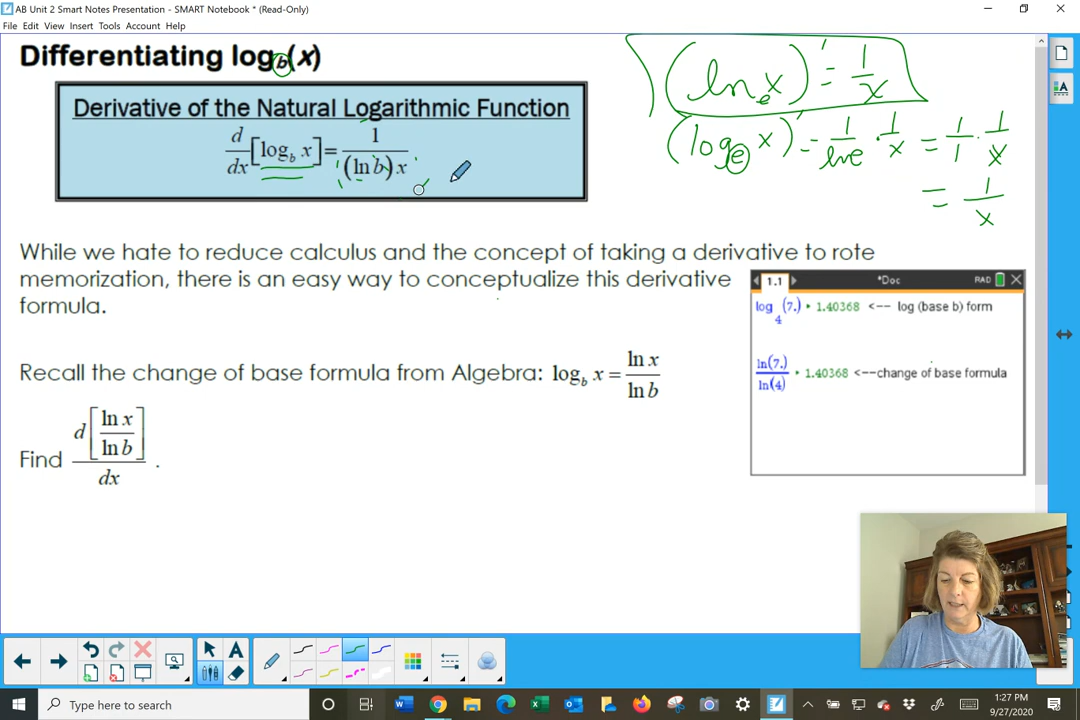 AB Unit 2 Smart Notes Presentation - SMART Notebook * (Read-Only)
File Edit View Insert Tools Account Help
Differentiating log_b(x)
Derivative of the Natural Logarithmic Function
d/dx [log_b x] = 1/((ln b)x)
(ln_e x)' = 1/x
(log_e x)' = 1/ln e · 1/x = 1/1 · 1/x
= 1/x
While we hate to reduce calculus and the concept of taking a derivative to rote
memorization, there is an easy way to conceptualize this derivative
formula.
Recall the change of base formula from Algebra: log_b x = ln x/ln b
Find d[ln x/ln b]/dx .
1.1 *Doc RAD
log_4(7.) ▸ 1.40368 <-- log (base b) form
ln(7.)/ln(4) ▸ 1.40368 <--change of base formula
A
Type here to search
1:27 PM
9/27/2020